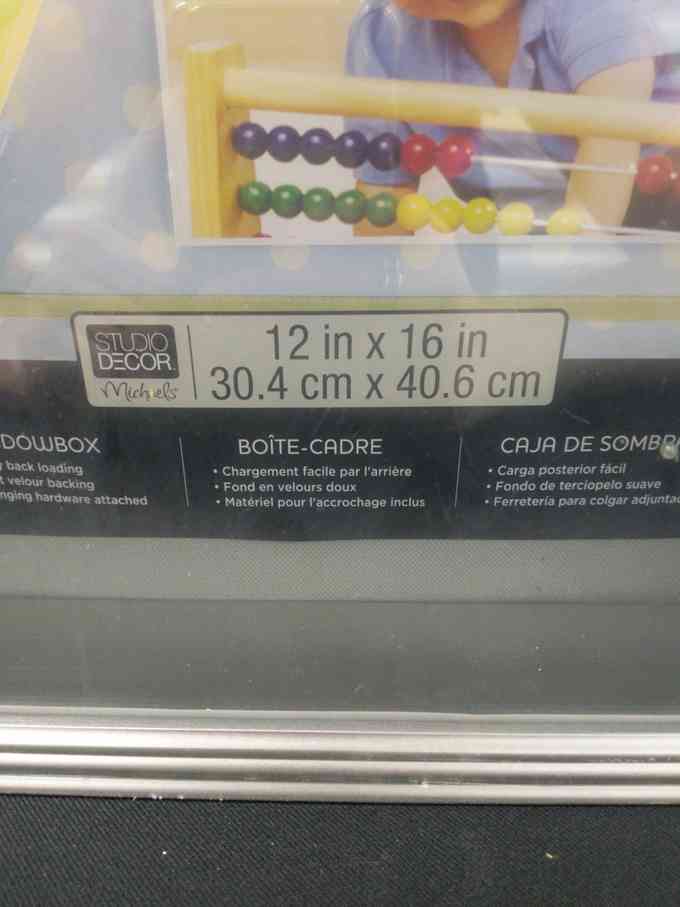 STUDIO
DECOR
Michaels
12 in x 16 in
30.4 cm x 40.6 cm
DOWBOX
back loading
velour backing
nging hardware attached
BOÎTE-CADRE
• Chargement facile par l'arrière
• Fond en velours doux
• Matériel pour l'accrochage inclus
CAJA DE SOMBR
• Carga posterior fácil
• Fondo de terciopelo suave
• Ferretería para colgar adjunta